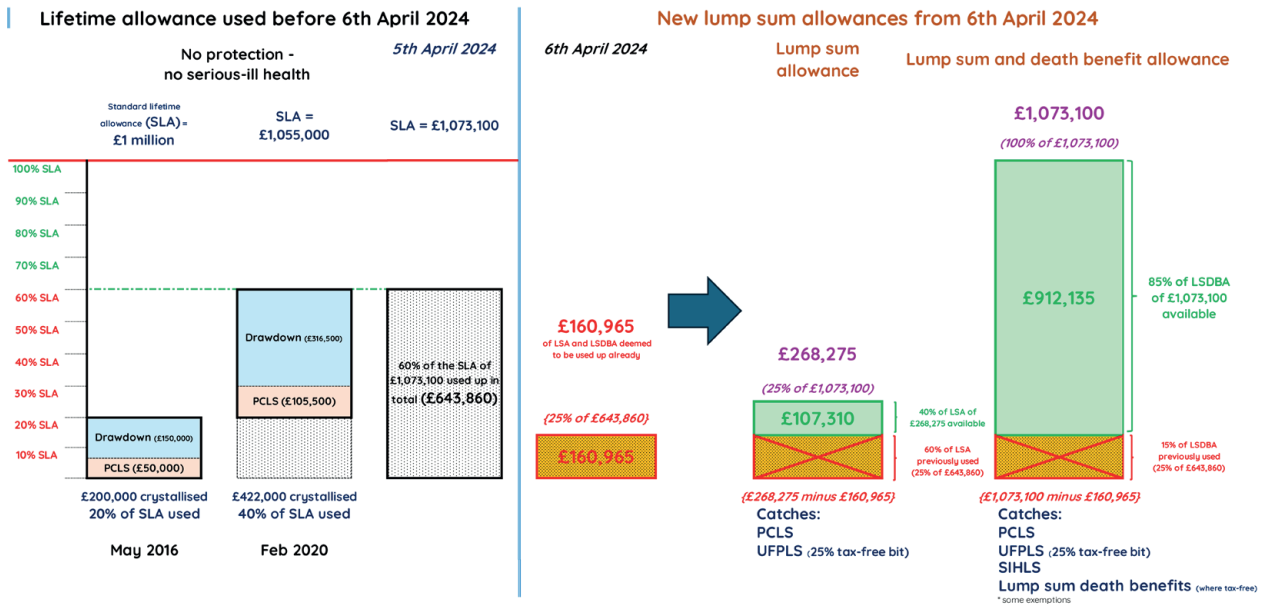 Lifetime allowance used before 6th April 2024
No protection -
no serious-ill health
5th April 2024
Standard lifetime
allowance (SLA) =
£1 million
SLA =
£1,055,000
SLA = £1,073,100
100% SLA
90% SLA
80% SLA
70% SLA
60% SLA
50% SLA
40% SLA
30% SLA
20% SLA
10% SLA
Drawdown (£150,000)
PCLS (£50,000)
Drawdown (£316,500)
PCLS (£105,500)
60% of the SLA of
£1,073,100 used up in
total (£643,860)
£200,000 crystallised
20% of SLA used
£422,000 crystallised
40% of SLA used
May 2016
Feb 2020
New lump sum allowances from 6th April 2024
6th April 2024
Lump sum
allowance
Lump sum and death benefit allowance
£160,965
of LSA and LSDBA deemed
to be used up already
{25% of £643,860}
£160,965
£268,275
(25% of £1,073,100)
£107,310
40% of LSA of
£268,275 available
60% of LSA
previously used
(25% of £643,860)
{£268,275 minus £160,965}
Catches:
PCLS
UFPLS (25% tax-free bit)
£1,073,100
(100% of £1,073,100)
£912,135
85% of LSDBA
of £1,073,100
available
15% of LSDBA
previously used
(25% of £643,860)
{£1,073,100 minus £160,965}
Catches:
PCLS
UFPLS (25% tax-free bit)
SIHLS
Lump sum death benefits (where tax-free)
* some exemptions